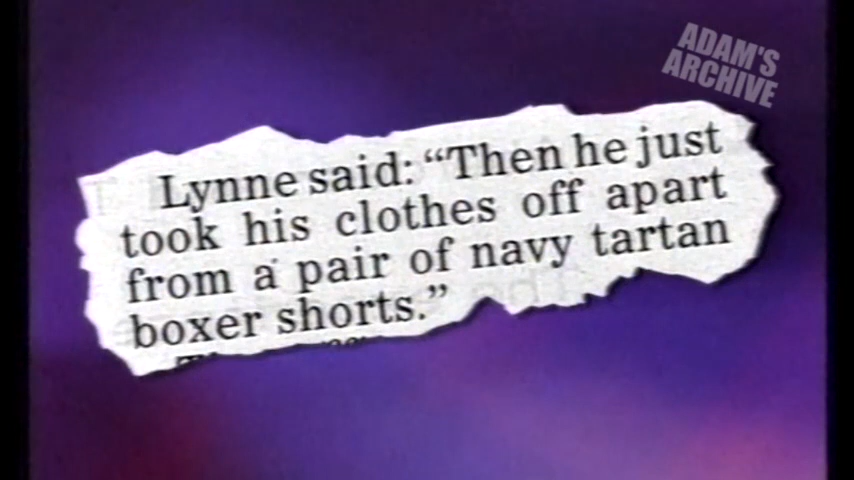 ADAM'S
ARCHIVE
Lynne said: “Then he just
took his clothes off apart
from a pair of navy tartan
boxer shorts.”